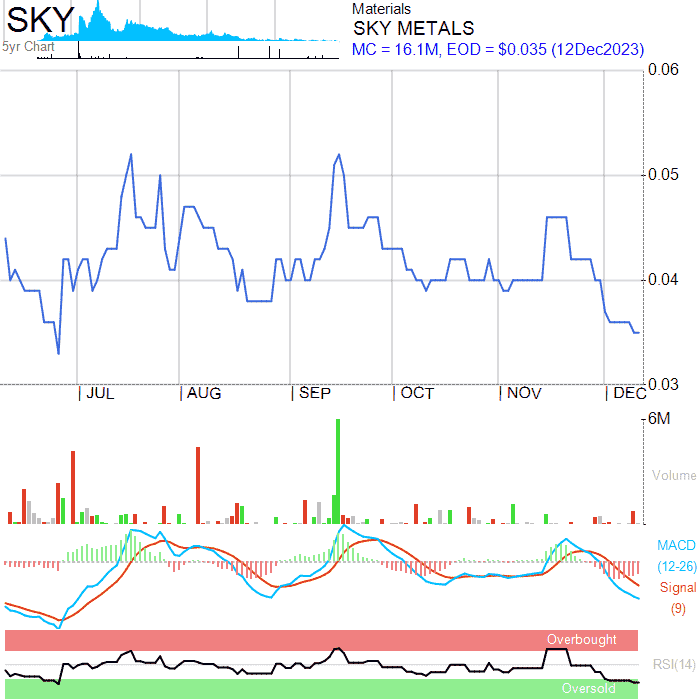 SKY
5yr Chart
Materials
SKY METALS
MC = 16.1M, EOD = $0.035 (12Dec2023)
0.06
0.05
0.04
0.03
JUL
AUG
SEP
OCT
NOV
DEC
6M
Volume
MACD
(12-26)
Signal
(9)
Overbought
RSI(14)
Oversold